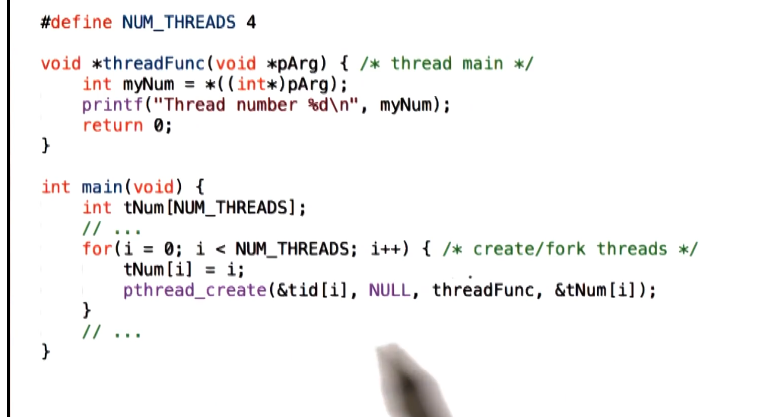 #define NUM_THREADS 4
void *threadFunc(void *pArg) { /* thread main */
int myNum = *((int*)pArg);
printf("Thread number %d\n", myNum);
return 0;
}
int main(void) {
int tNum[NUM_THREADS];
// ...
for(i = 0; i < NUM_THREADS; i++) { /* create/fork threads */
tNum[i] = i;
pthread_create(&tid[i], NULL, threadFunc, &tNum[i]);
}
// ...
}